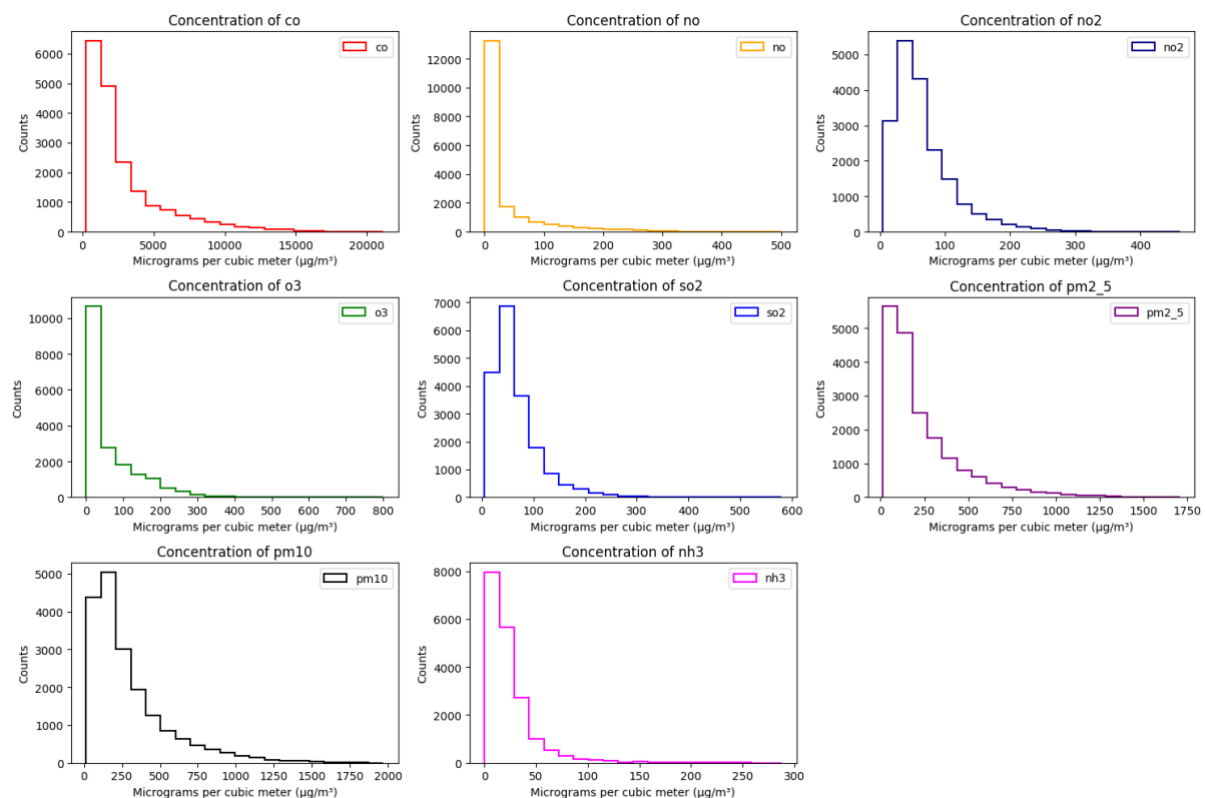 Concentration of co
6000
5000
4000
3000
2000
1000
0
Counts
co
0 5000 10000 15000 20000
Micrograms per cubic meter (µg/m³)
Concentration of no
12000
10000
8000
6000
4000
2000
0
Counts
no
0 100 200 300 400 500
Micrograms per cubic meter (µg/m³)
Concentration of no2
5000
4000
3000
2000
1000
0
Counts
no2
0 100 200 300 400
Micrograms per cubic meter (µg/m³)
Concentration of o3
10000
8000
6000
4000
2000
0
Counts
o3
0 100 200 300 400 500 600 700 800
Micrograms per cubic meter (µg/m³)
Concentration of so2
7000
6000
5000
4000
3000
2000
1000
0
Counts
so2
0 100 200 300 400 500 600
Micrograms per cubic meter (µg/m³)
Concentration of pm2_5
5000
4000
3000
2000
1000
0
Counts
pm2_5
0 250 500 750 1000 1250 1500 1750
Micrograms per cubic meter (µg/m³)
Concentration of pm10
5000
4000
3000
2000
1000
0
Counts
pm10
0 250 500 750 1000 1250 1500 1750 2000
Micrograms per cubic meter (µg/m³)
Concentration of nh3
8000
6000
4000
2000
0
Counts
nh3
0 50 100 150 200 250 300
Micrograms per cubic meter (µg/m³)